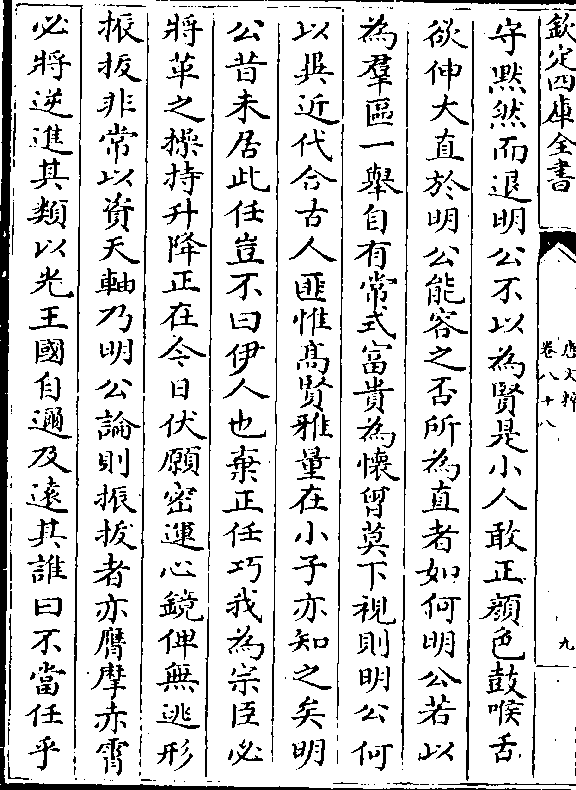 欽定四庫全書
唐文粹
卷八十八
九
守黙然而退明公不以為賢是小人敢正顔色鼓喉舌
欲伸大直於明公能容之否所為直者如何明公若以
為羣區一舉自有常式富貴為懷胷莫下視則明公何
以異近代合古人匪惟髙賢雅量在小子亦知之矣明
公昔未居此任豈不曰伊人也棄正任巧我為宗臣必
將革之操持升降正在今日伏願密運心鏡俾無逃形
振拔非常以資天軸乃明公論則振拔者亦膺摩赤霄
必將逆進其類以光王國自邇及逺其誰曰不當任乎